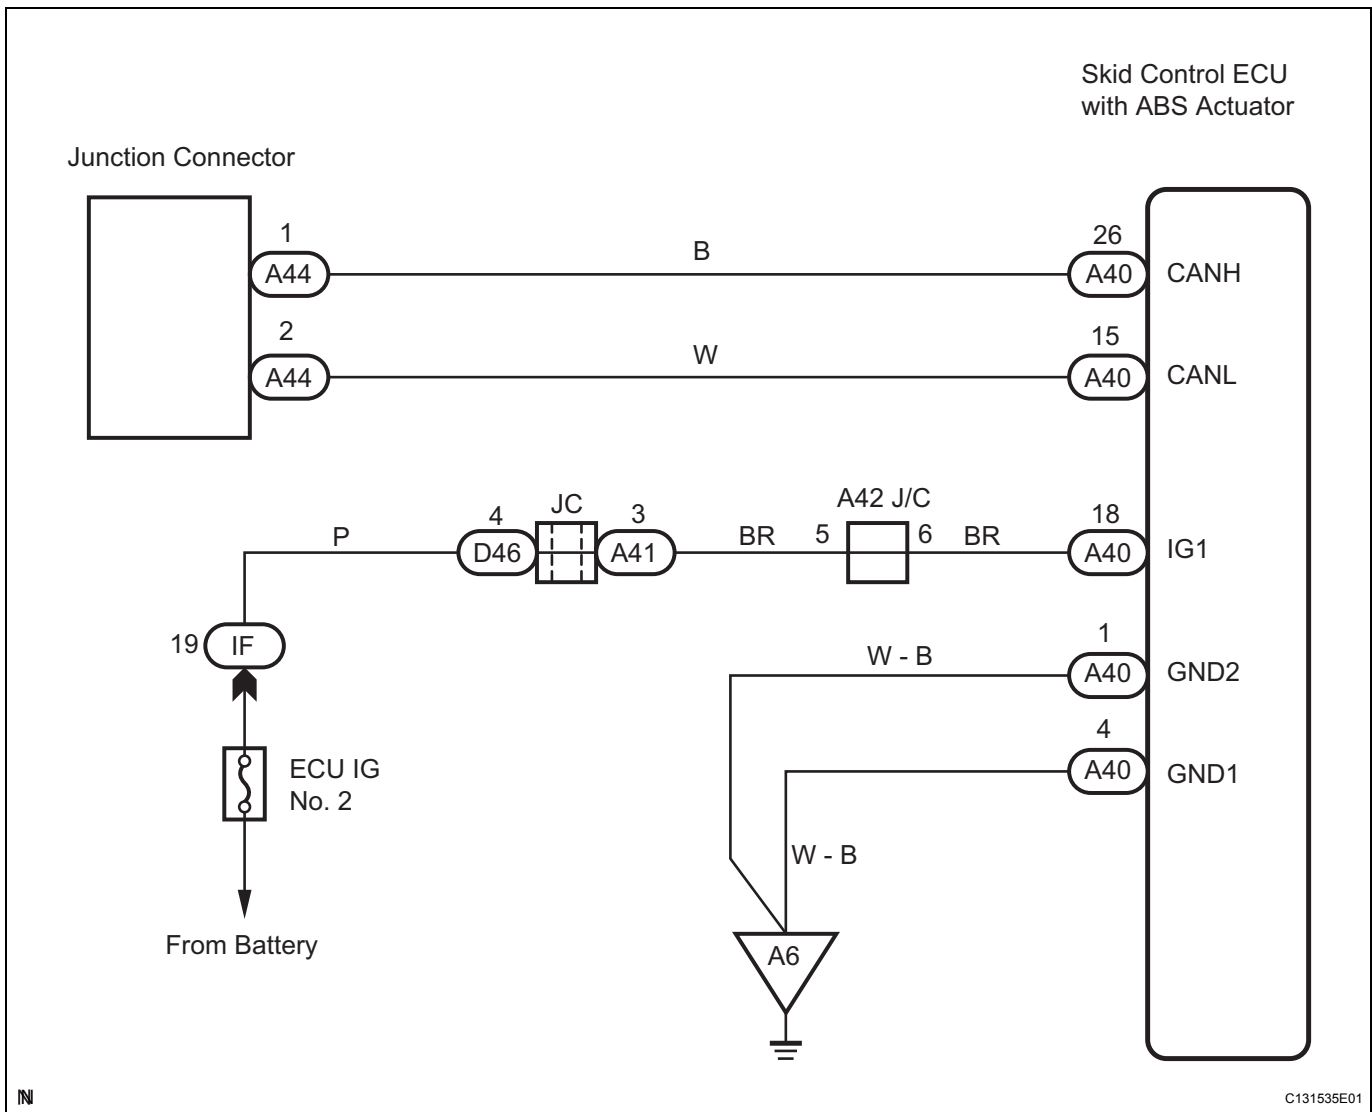 Skid Control ECU
with ABS Actuator
Junction Connector
1
A44
B
26
A40
CANH
2
A44
W
15
A40
CANL
P
4
D46
JC
3
A41
BR
5
A42 J/C
6
BR
18
A40
IG1
19
IF
W - B
1
A40
GND2
4
A40
GND1
ECU IG
No. 2
W - B
From Battery
A6
C131535E01